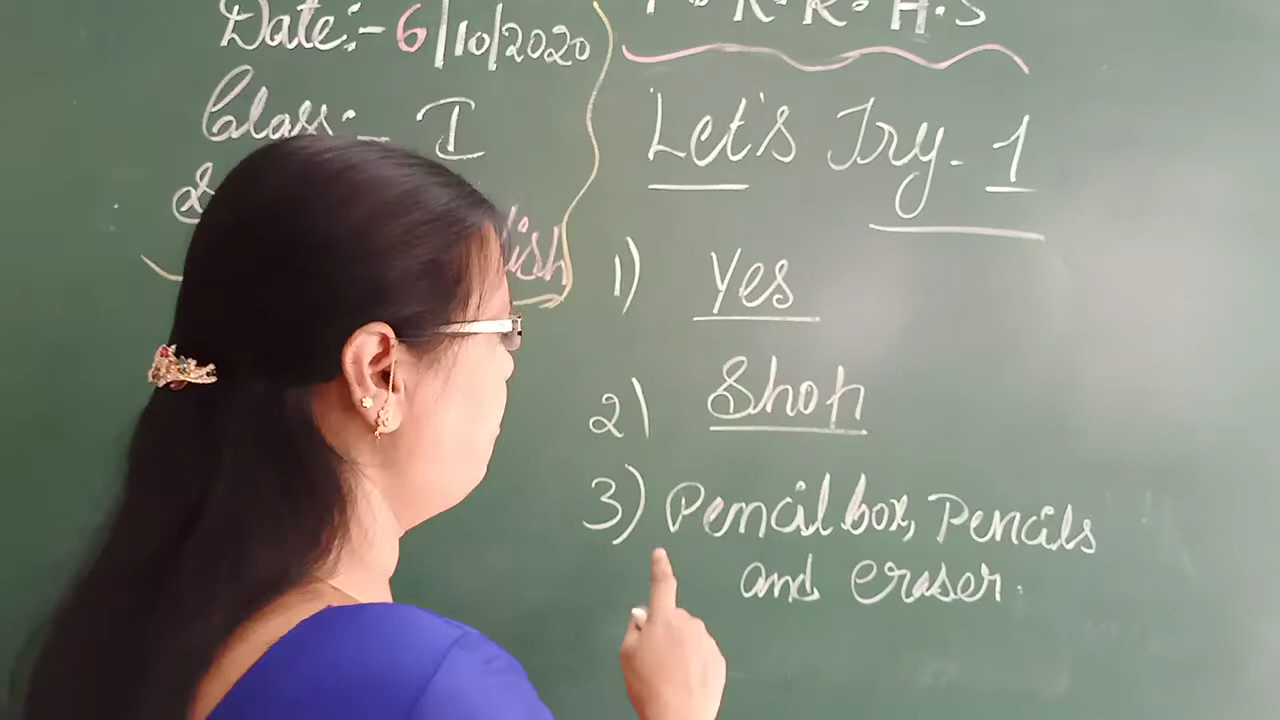 Date:- 6/10/2020
Class:- I
R. R. H. S
Let's Try - 1
1) Yes
2) Shop
3) Pencil box, Pencils
and eraser.